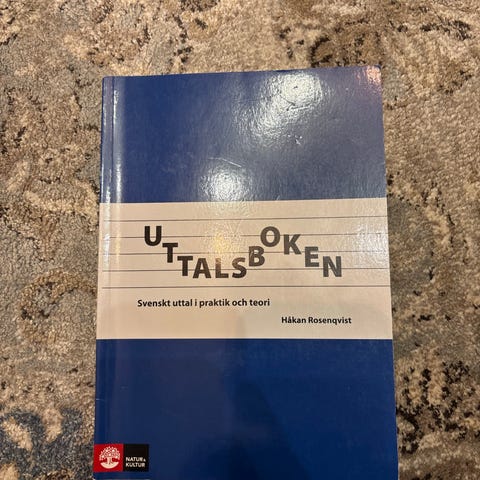 UTTALSBOKEN
Svenskt uttal i praktik och teori
Håkan Rosenqvist
NATUR &
KULTUR